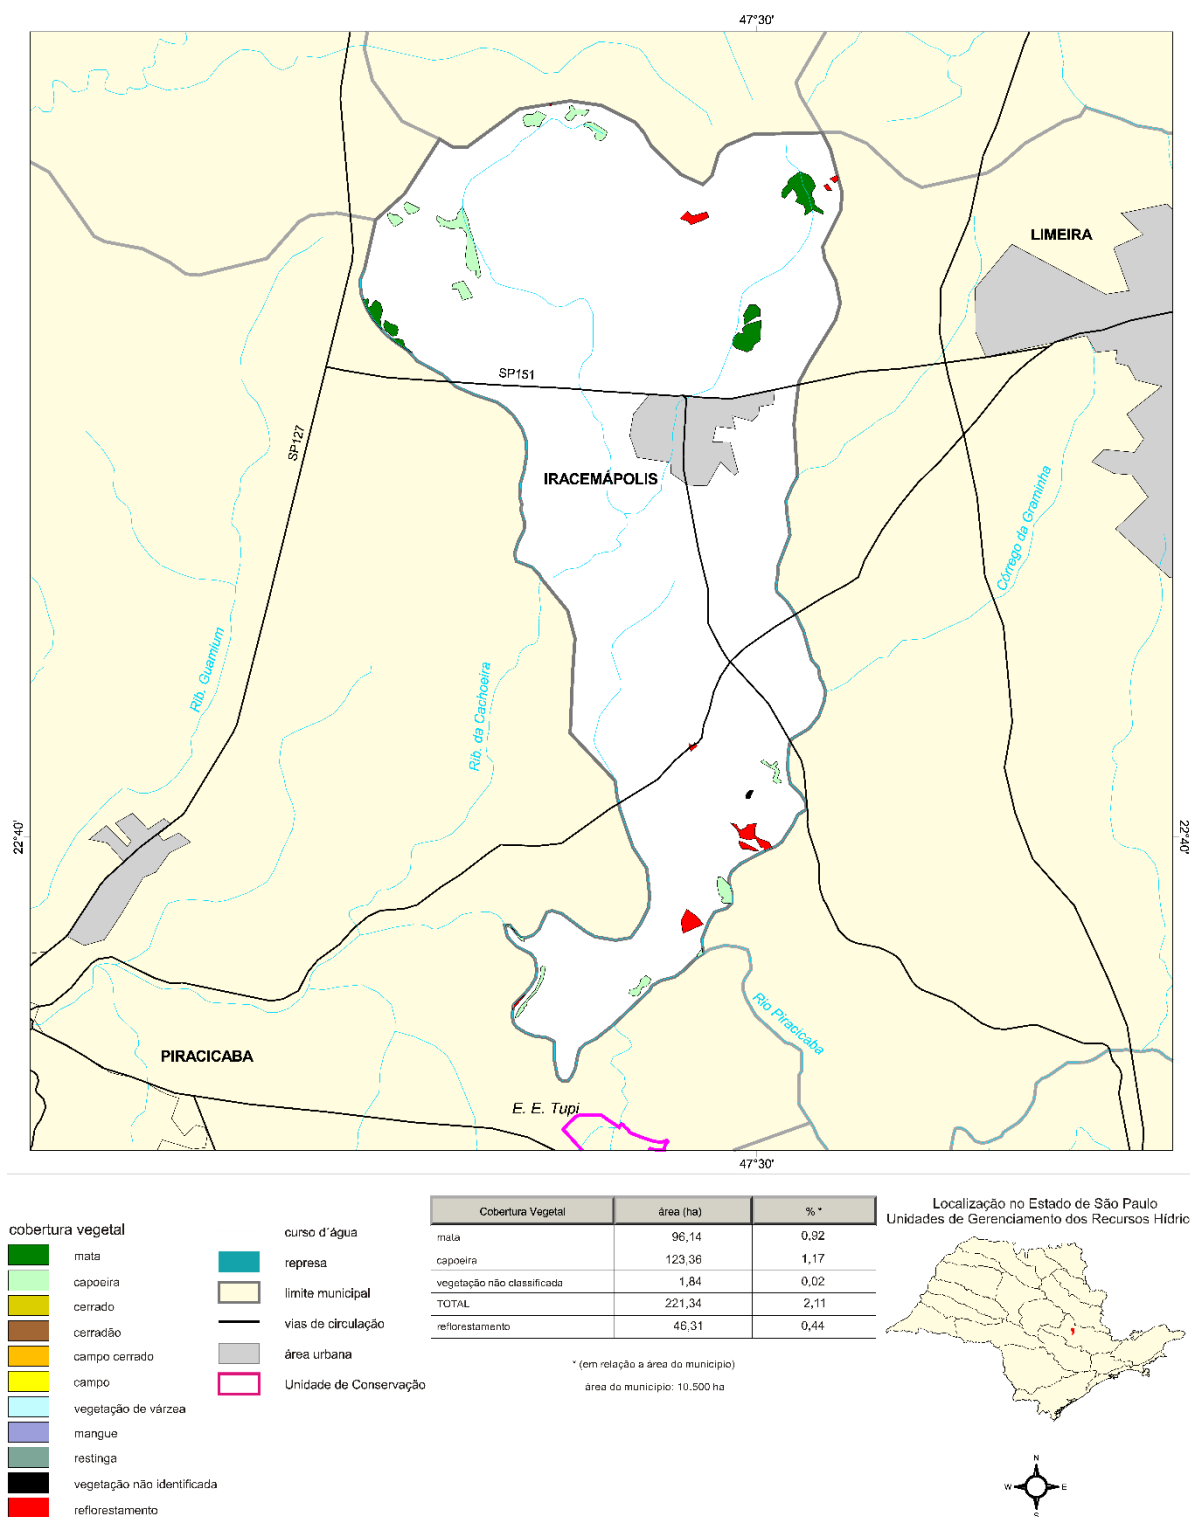 47°30'
LIMEIRA
SP151
SP127
IRACEMÁPOLIS
Córrego da Graminha
Rib. Guamium
Rib. da Cachoeira
22°40'
22°40'
Rio Piracicaba
PIRACICABA
E. E. Tupi
47°30'
cobertura vegetal
mata
capoeira
cerrado
cerradão
campo cerrado
campo
vegetação de várzea
mangue
restinga
vegetação não identificada
reflorestamento
curso d´água
represa
limite municipal
vias de circulação
área urbana
Unidade de Conservação
Cobertura Vegetal área (ha) % *
mata 96,14 0,92
capoeira 123,36 1,17
vegetação não classificada 1,84 0,02
TOTAL 221,34 2,11
reflorestamento 46,31 0,44
* (em relação a área do município)
área do município: 10.500 ha
Localização no Estado de São Paulo
Unidades de Gerenciamento dos Recursos Hídric
N
W E
S